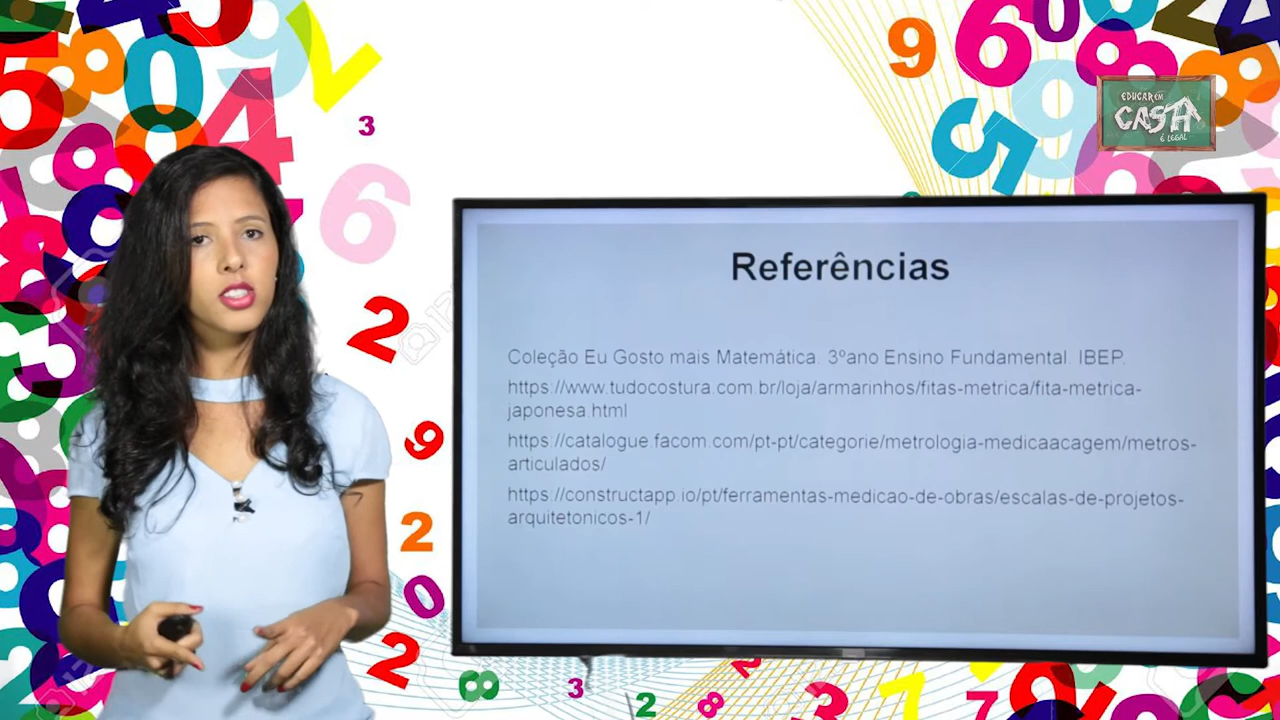 EDUCAR EM
CASA
É LEGAL
Referências
Coleção Eu Gosto mais Matemática. 3ºano Ensino Fundamental. IBEP.
https://www.tudocostura.com.br/loja/armarinhos/fitas-metrica/fita-metrica-
japonesa.html
https://catalogue.facom.com/pt-pt/categorie/metrologia-medicaacagem/metros-
articulados/
https://constructapp.io/pt/ferramentas-medicao-de-obras/escalas-de-projetos-
arquitetonicos-1/